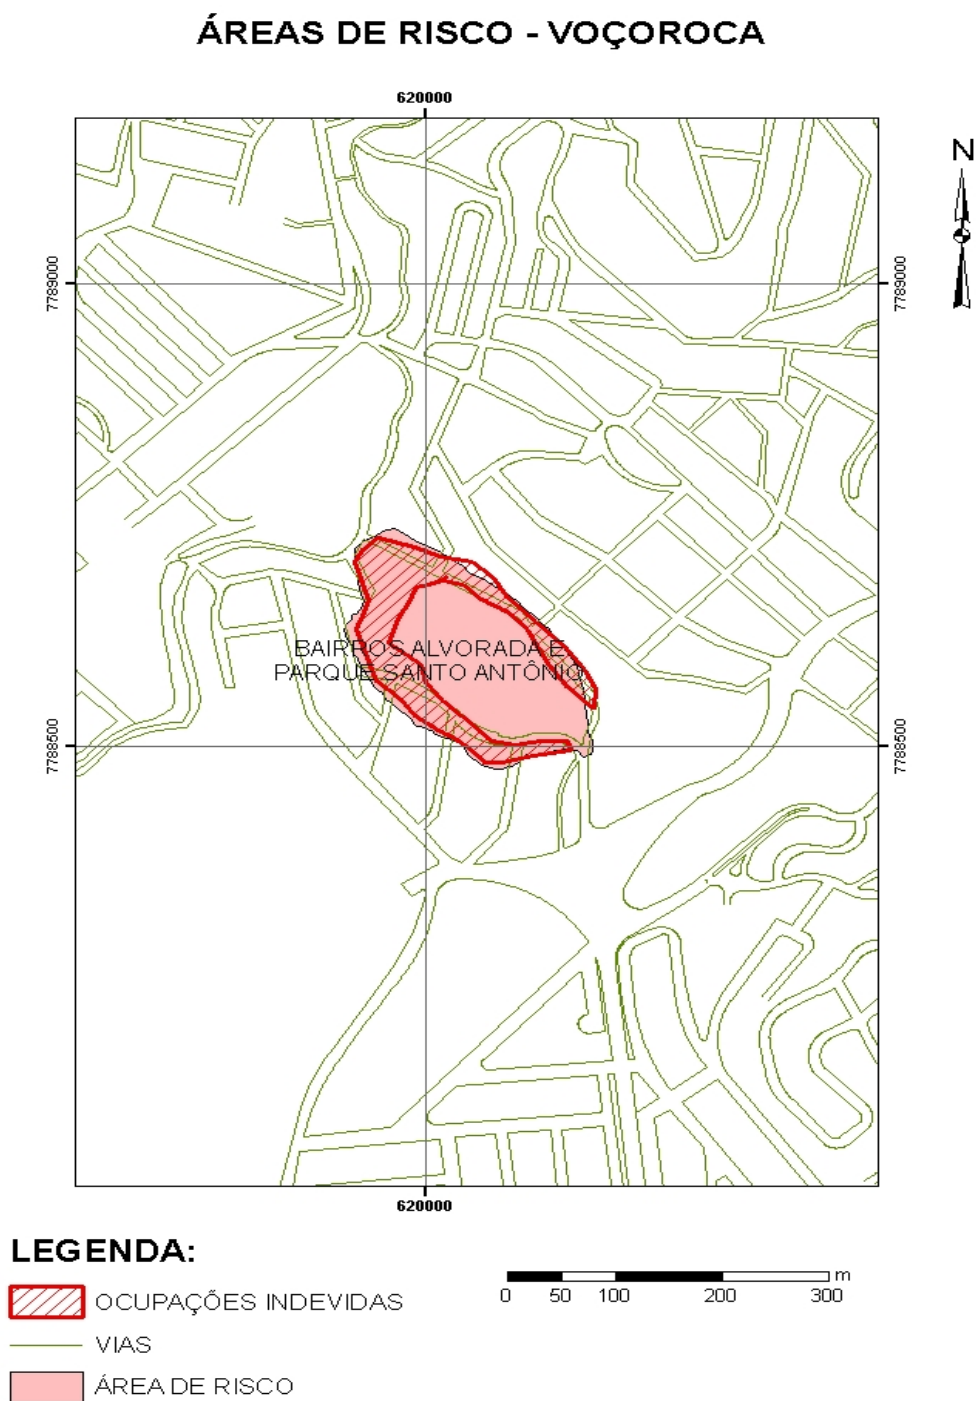 ÁREAS DE RISCO - VOÇOROCA
620000
N
7789000
7789000
BAIRROS ALVORADA E
PARQUE SANTO ANTÔNIO
7788500
7788500
620000
LEGENDA:
OCUPAÇÕES INDEVIDAS
VIAS
ÁREA DE RISCO
m
0 50 100 200 300